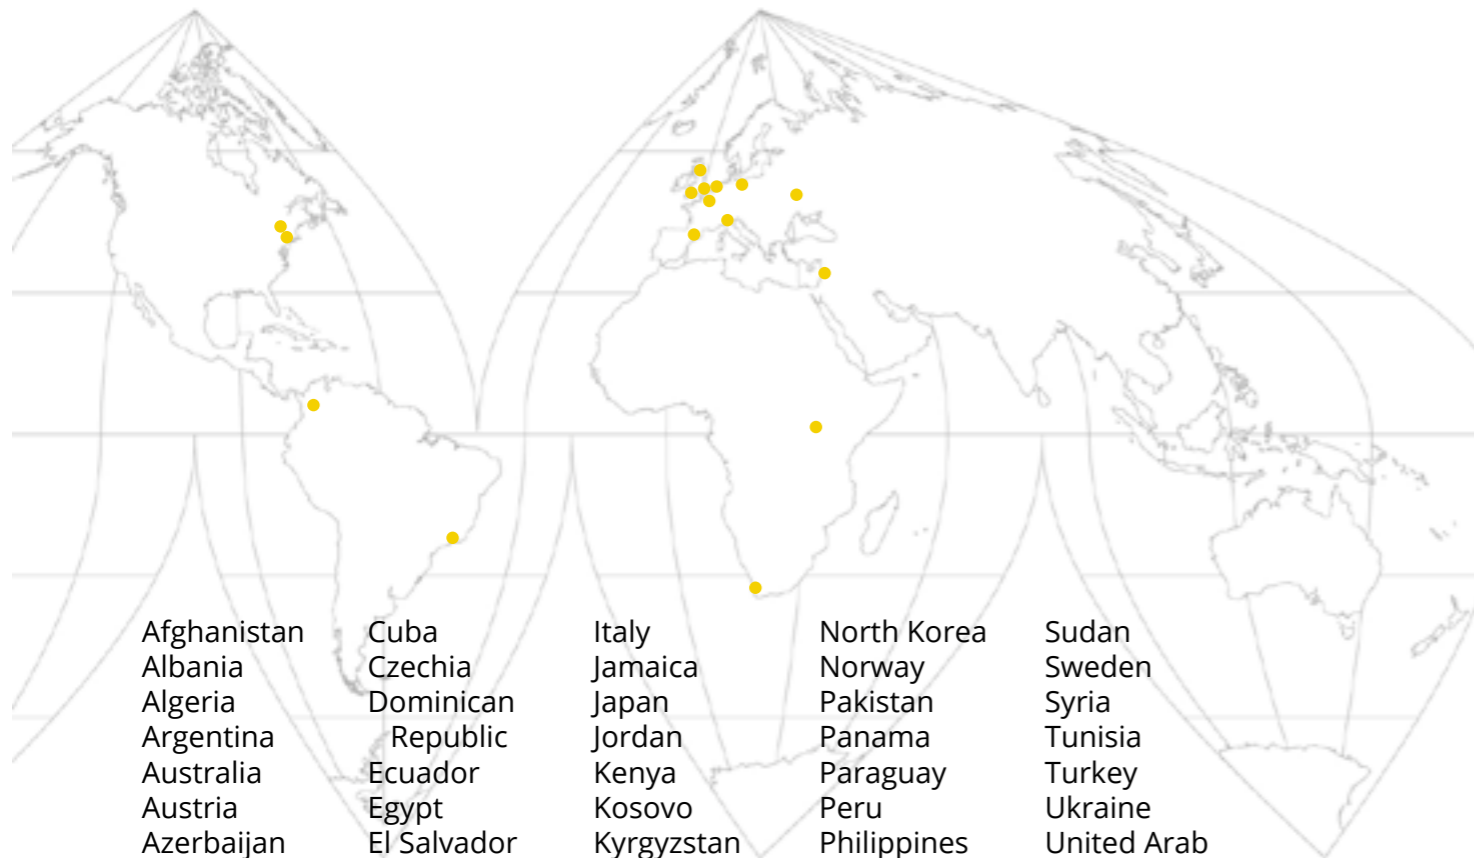 Afghanistan
Albania
Algeria
Argentina
Australia
Austria
Azerbaijan
Cuba
Czechia
Dominican
Republic
Ecuador
Egypt
El Salvador
Italy
Jamaica
Japan
Jordan
Kenya
Kosovo
Kyrgyzstan
North Korea
Norway
Pakistan
Panama
Paraguay
Peru
Philippines
Sudan
Sweden
Syria
Tunisia
Turkey
Ukraine
United Arab